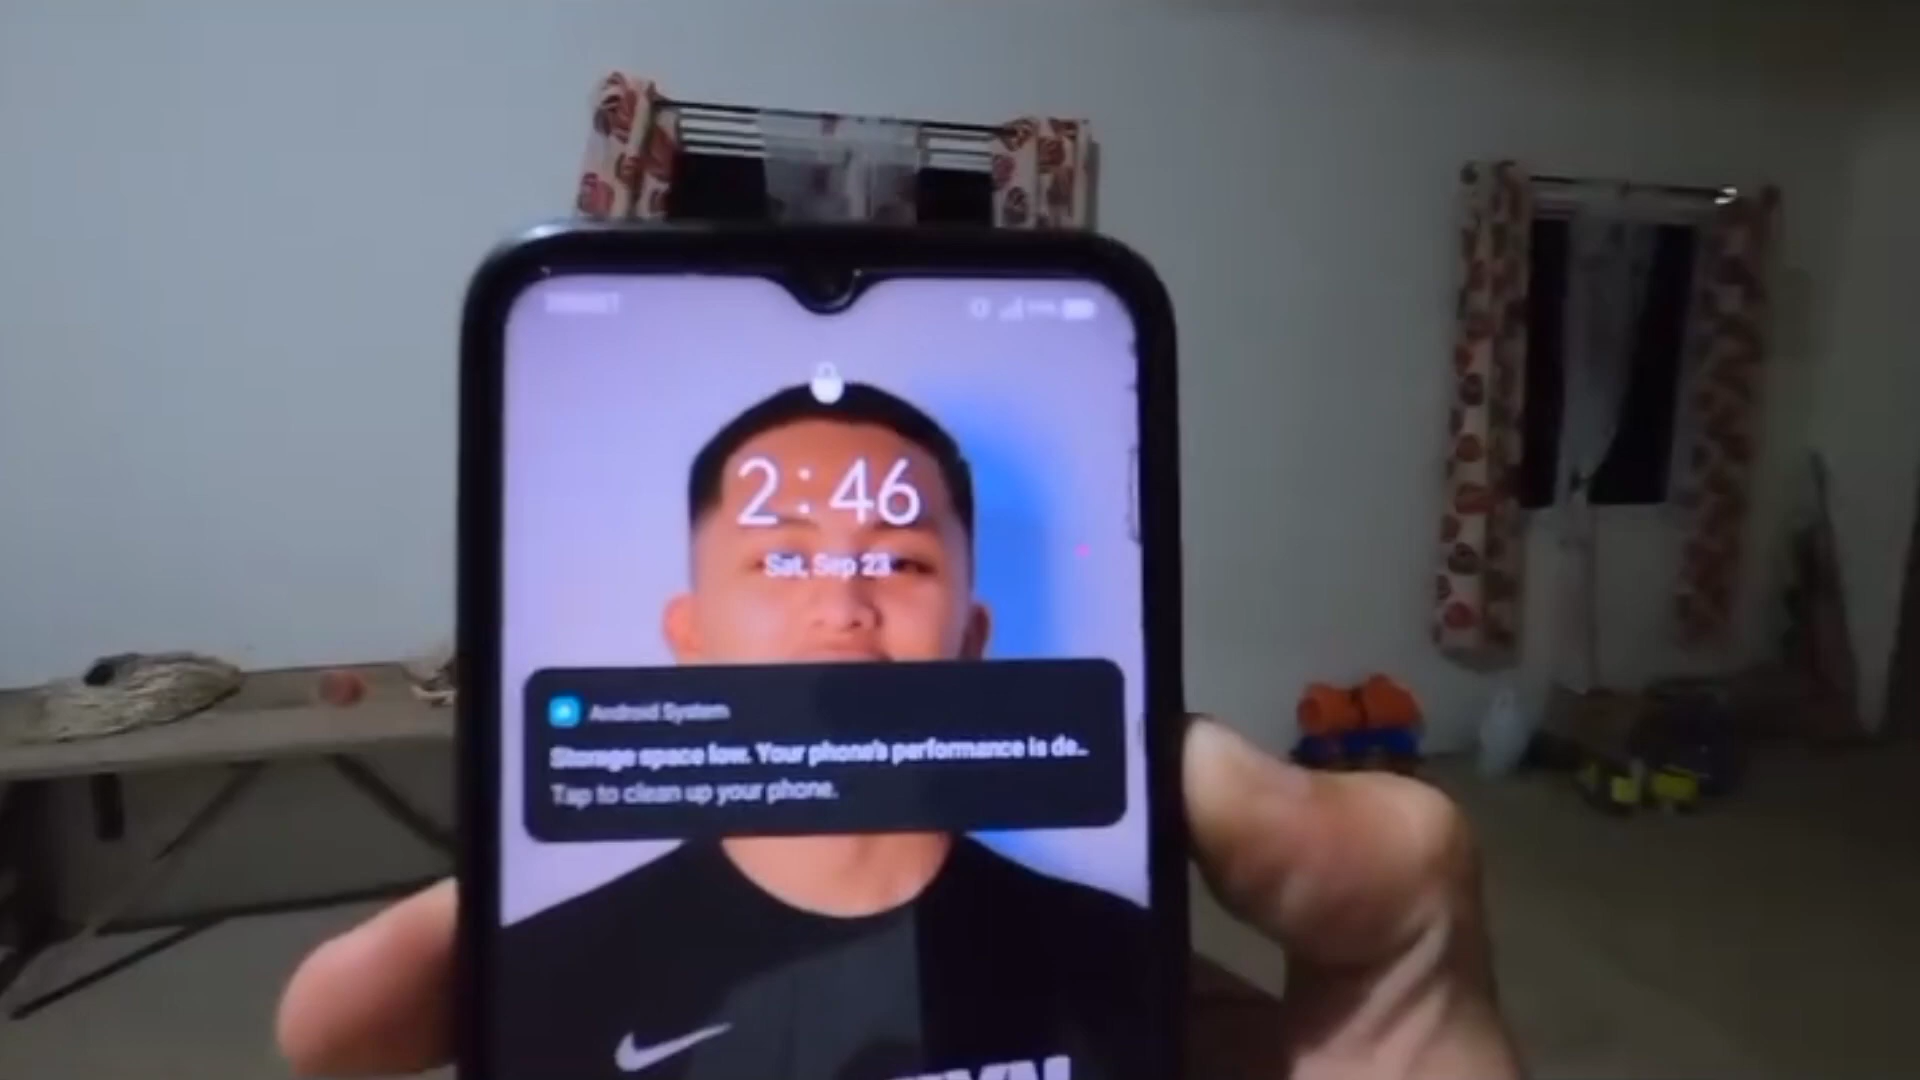 2:46
Sat, Sep 23
Android System
Storage space low. Your phone's performance is de..
Tap to clean up your phone.